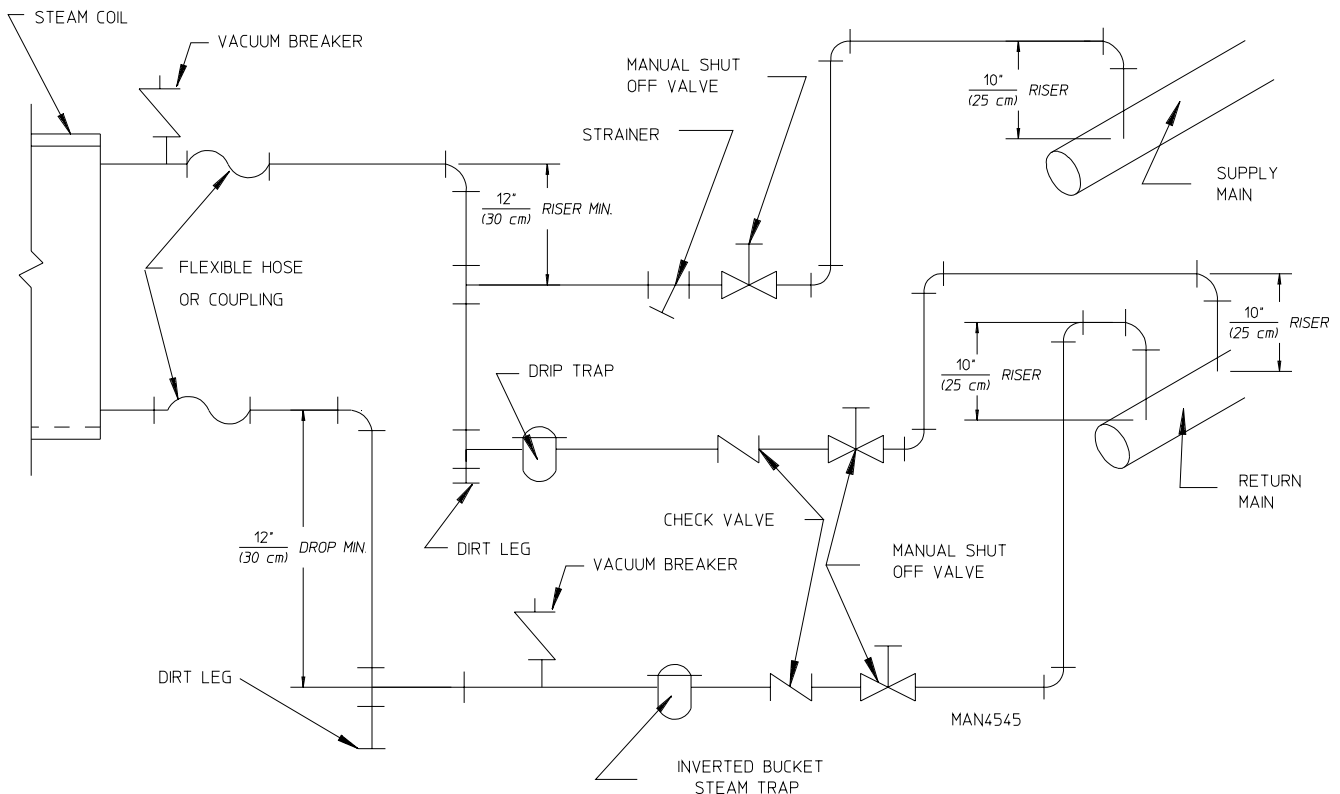 STEAM COIL
VACUUM BREAKER
MANUAL SHUT
OFF VALVE
10"
(25 cm) RISER
STRAINER
SUPPLY
MAIN
12"
(30 cm) RISER MIN.
FLEXIBLE HOSE
OR COUPLING
10"
(25 cm) RISER
10"
(25 cm) RISER
DRIP TRAP
RETURN
MAIN
CHECK VALVE
12"
(30 cm) DROP MIN.
DIRT LEG
MANUAL SHUT
OFF VALVE
VACUUM BREAKER
DIRT LEG
MAN4545
INVERTED BUCKET
STEAM TRAP